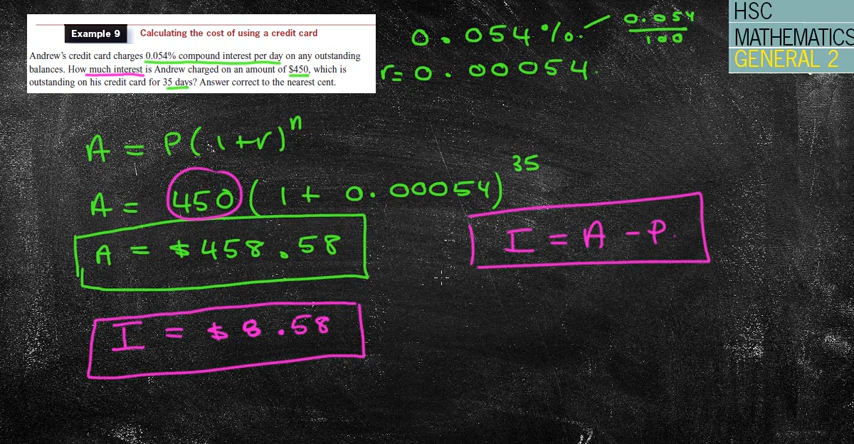 Example 9 Calculating the cost of using a credit card
Andrew's credit card charges 0.054% compound interest per day on any outstanding
balances. How much interest is Andrew charged on an amount of $450, which is
outstanding on his credit card for 35 days? Answer correct to the nearest cent.
0.054%. 0.054
100
r=0.00054.
HSC
MATHEMATICS
GENERAL 2
A = P(1+r)^n
A = 450(1 + 0.00054)^35
A = $458.58
I = A - P.
I = $8.58